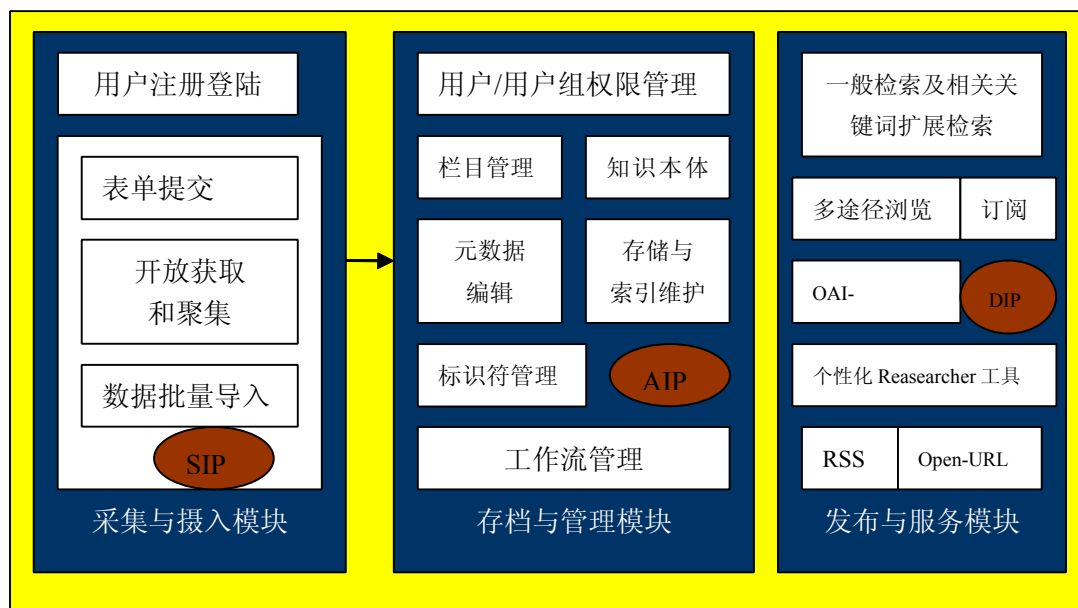 用户注册登陆
表单提交
开放获取
和聚集
数据批量导入
SIP
采集与摄入模块
用户/用户组权限管理
栏目管理
知识本体
元数据
编辑
存储与
索引维护
标识符管理
AIP
工作流管理
存档与管理模块
一般检索及相关关
键词扩展检索
多途径浏览
订阅
OAI-
DIP
个性化 Reasearcher 工具
RSS
Open-URL
发布与服务模块